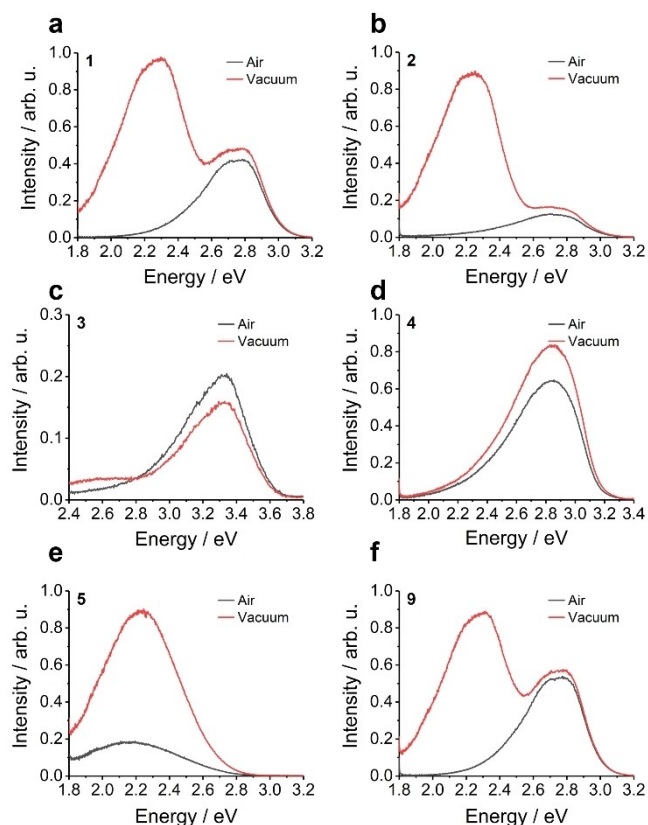 a
1
Air
Vacuum
Intensity / arb. u.
1.0
0.8
0.6
0.4
0.2
0.0
1.8 2.0 2.2 2.4 2.6 2.8 3.0 3.2
Energy / eV
b
2
Air
Vacuum
Intensity / arb. u.
1.0
0.8
0.6
0.4
0.2
0.0
1.8 2.0 2.2 2.4 2.6 2.8 3.0 3.2
Energy / eV
c
3
Air
Vacuum
Intensity / arb. u.
0.3
0.2
0.1
0.0
2.4 2.6 2.8 3.0 3.2 3.4 3.6 3.8
Energy / eV
d
4
Air
Vacuum
Intensity / arb. u.
1.0
0.8
0.6
0.4
0.2
0.0
1.8 2.0 2.2 2.4 2.6 2.8 3.0 3.2 3.4
Energy / eV
e
5
Air
Vacuum
Intensity / arb. u.
1.0
0.8
0.6
0.4
0.2
0.0
1.8 2.0 2.2 2.4 2.6 2.8 3.0 3.2
Energy / eV
f
9
Air
Vacuum
Intensity / arb. u.
1.0
0.8
0.6
0.4
0.2
0.0
1.8 2.0 2.2 2.4 2.6 2.8 3.0 3.2
Energy / eV